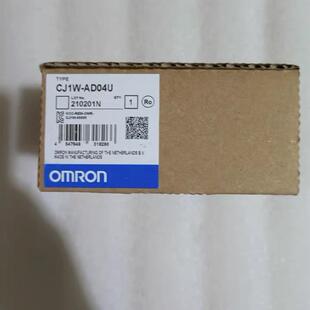 TYPE
CJ1W-AD04U
LOT No.
QTY
210201N
1
Ro
OMRON MANUFACTURING OF THE NETHERLANDS B.V.
MADE IN THE NETHERLANDS
OMRON